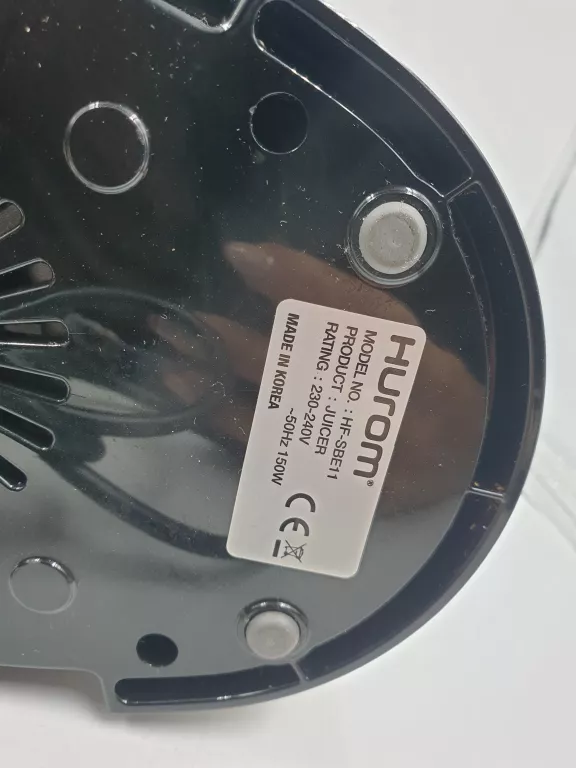 Hurom®
MODEL NO. : HF-SBE11
PRODUCT : JUICER
RATING : 230-240V
~50Hz 150W
MADE IN KOREA
CE